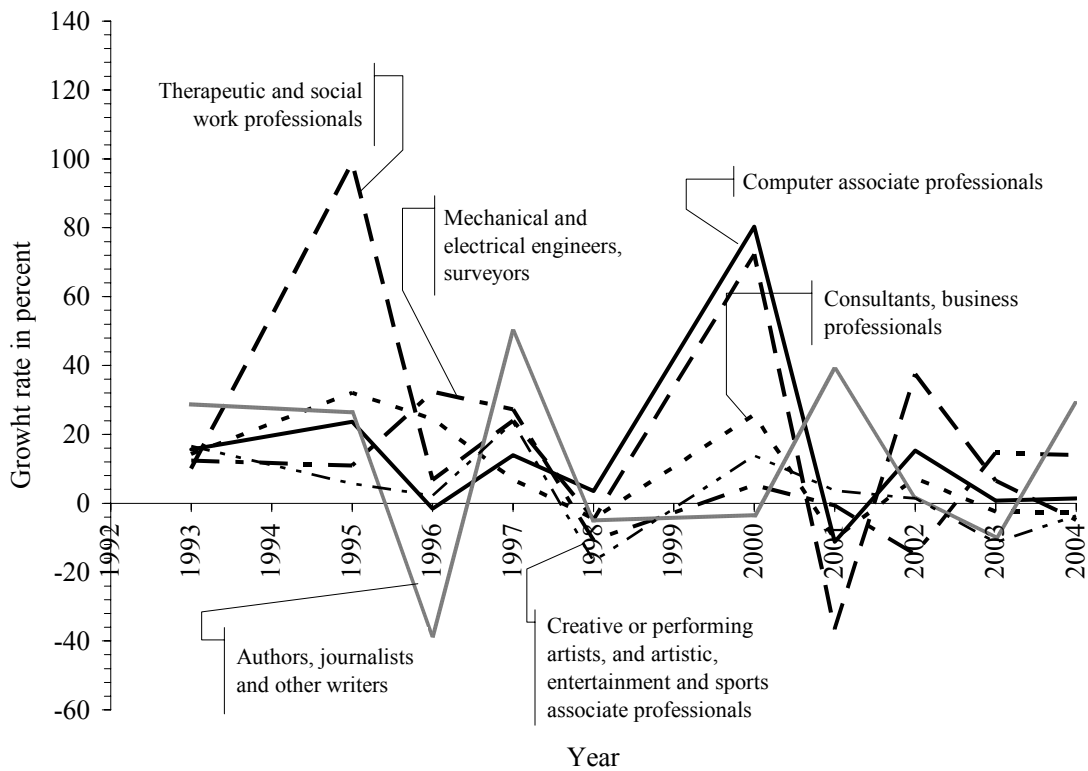 140
120
100
80
60
40
20
0
-20
-40
-60
Growht rate in percent
Therapeutic and social
work professionals
Mechanical and
electrical engineers,
surveyors
Computer associate professionals
Consultants, business
professionals
Authors, journalists
and other writers
Creative or performing
artists, and artistic,
entertainment and sports
associate professionals
1992
1993
1994
1995
1996
1997
1998
1999
2000
2001
2002
2003
2004
Year